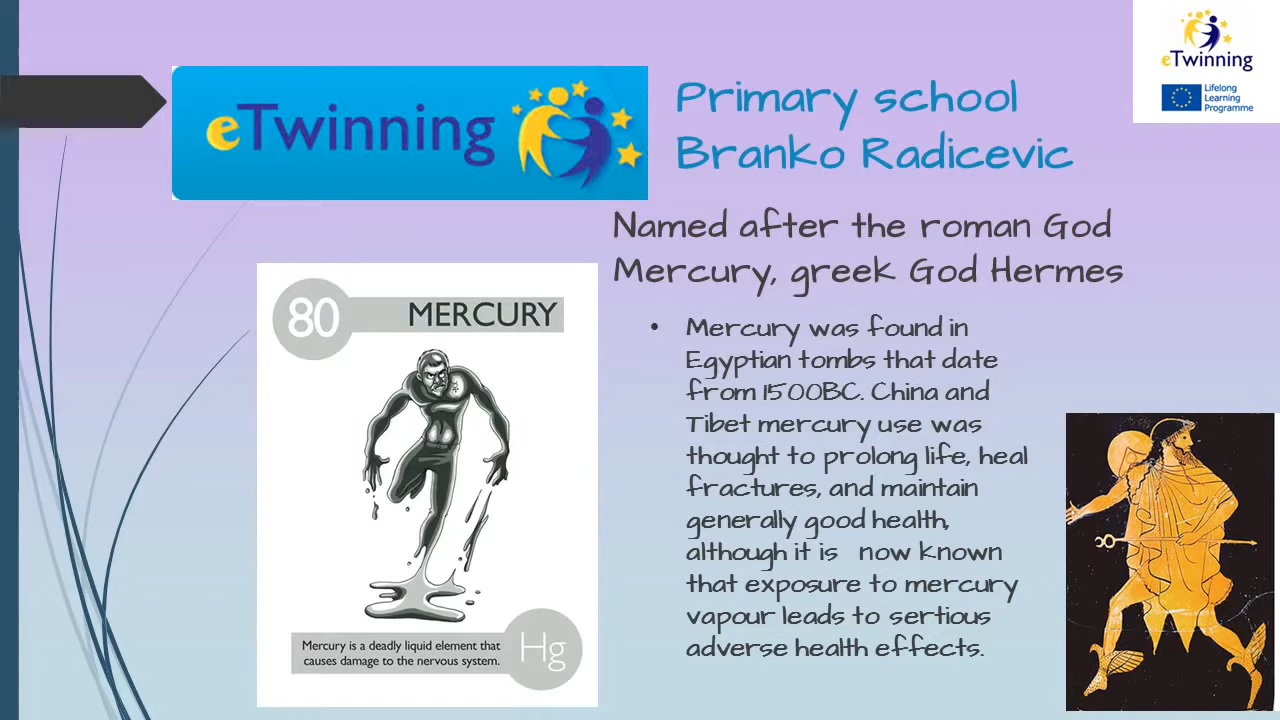 eTwinning
Primary school
Branko Radicevic
eTwinning
Lifelong
Learning
Programme
Named after the roman God
Mercury, greek God Hermes
80
MERCURY
Mercury is a deadly liquid element that
causes damage to the nervous system.
Hg
• Mercury was found in
Egyptian tombs that date
from 1500BC. China and
Tibet mercury use was
thought to prolong life, heal
fractures, and maintain
generally good health,
although it is now known
that exposure to mercury
vapour leads to sertious
adverse health effects.